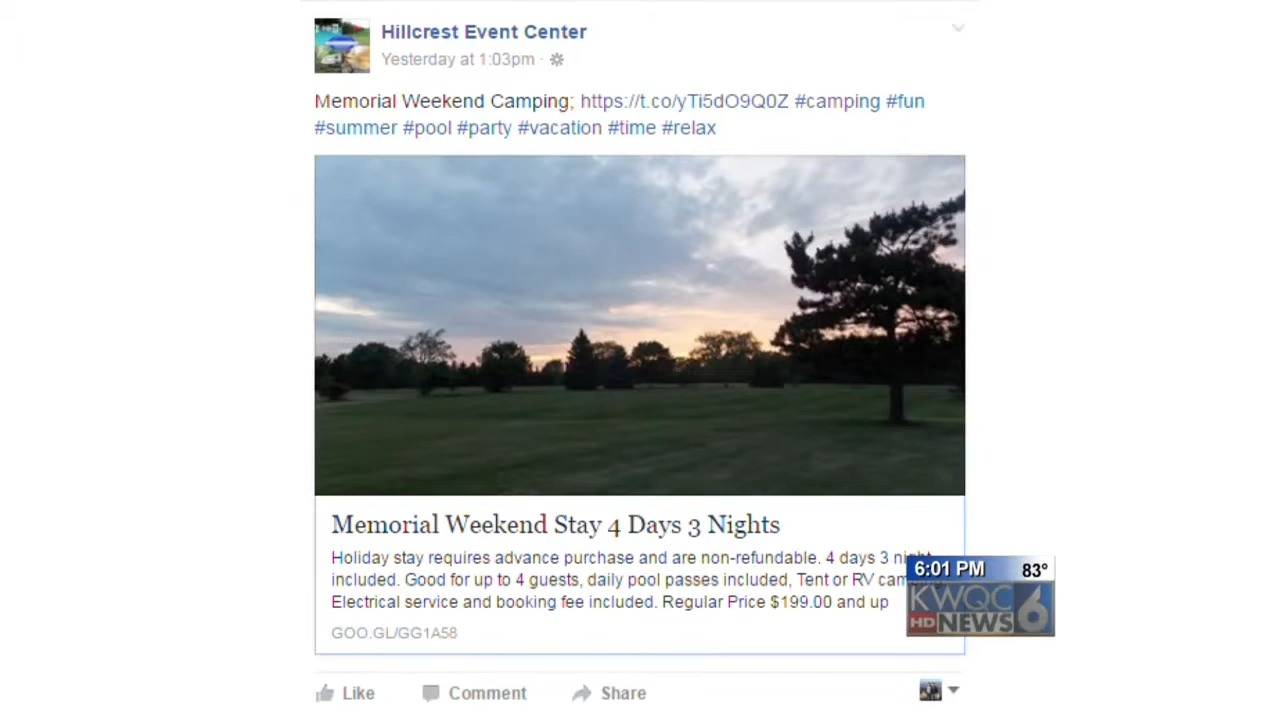 Hillcrest Event Center
Yesterday at 1:03pm ·
Memorial Weekend Camping; https://t.co/yTi5dO9Q0Z #camping #fun
#summer #pool #party #vacation #time #relax
Memorial Weekend Stay 4 Days 3 Nights
Holiday stay requires advance purchase and are non-refundable. 4 days 3 night
included. Good for up to 4 guests, daily pool passes included, Tent or RV
Electrical service and booking fee included. Regular Price $199.00 and up
GOO.GL/GG1A58
6:01 PM 83°
KWQC 6
HD NEWS
Like Comment Share